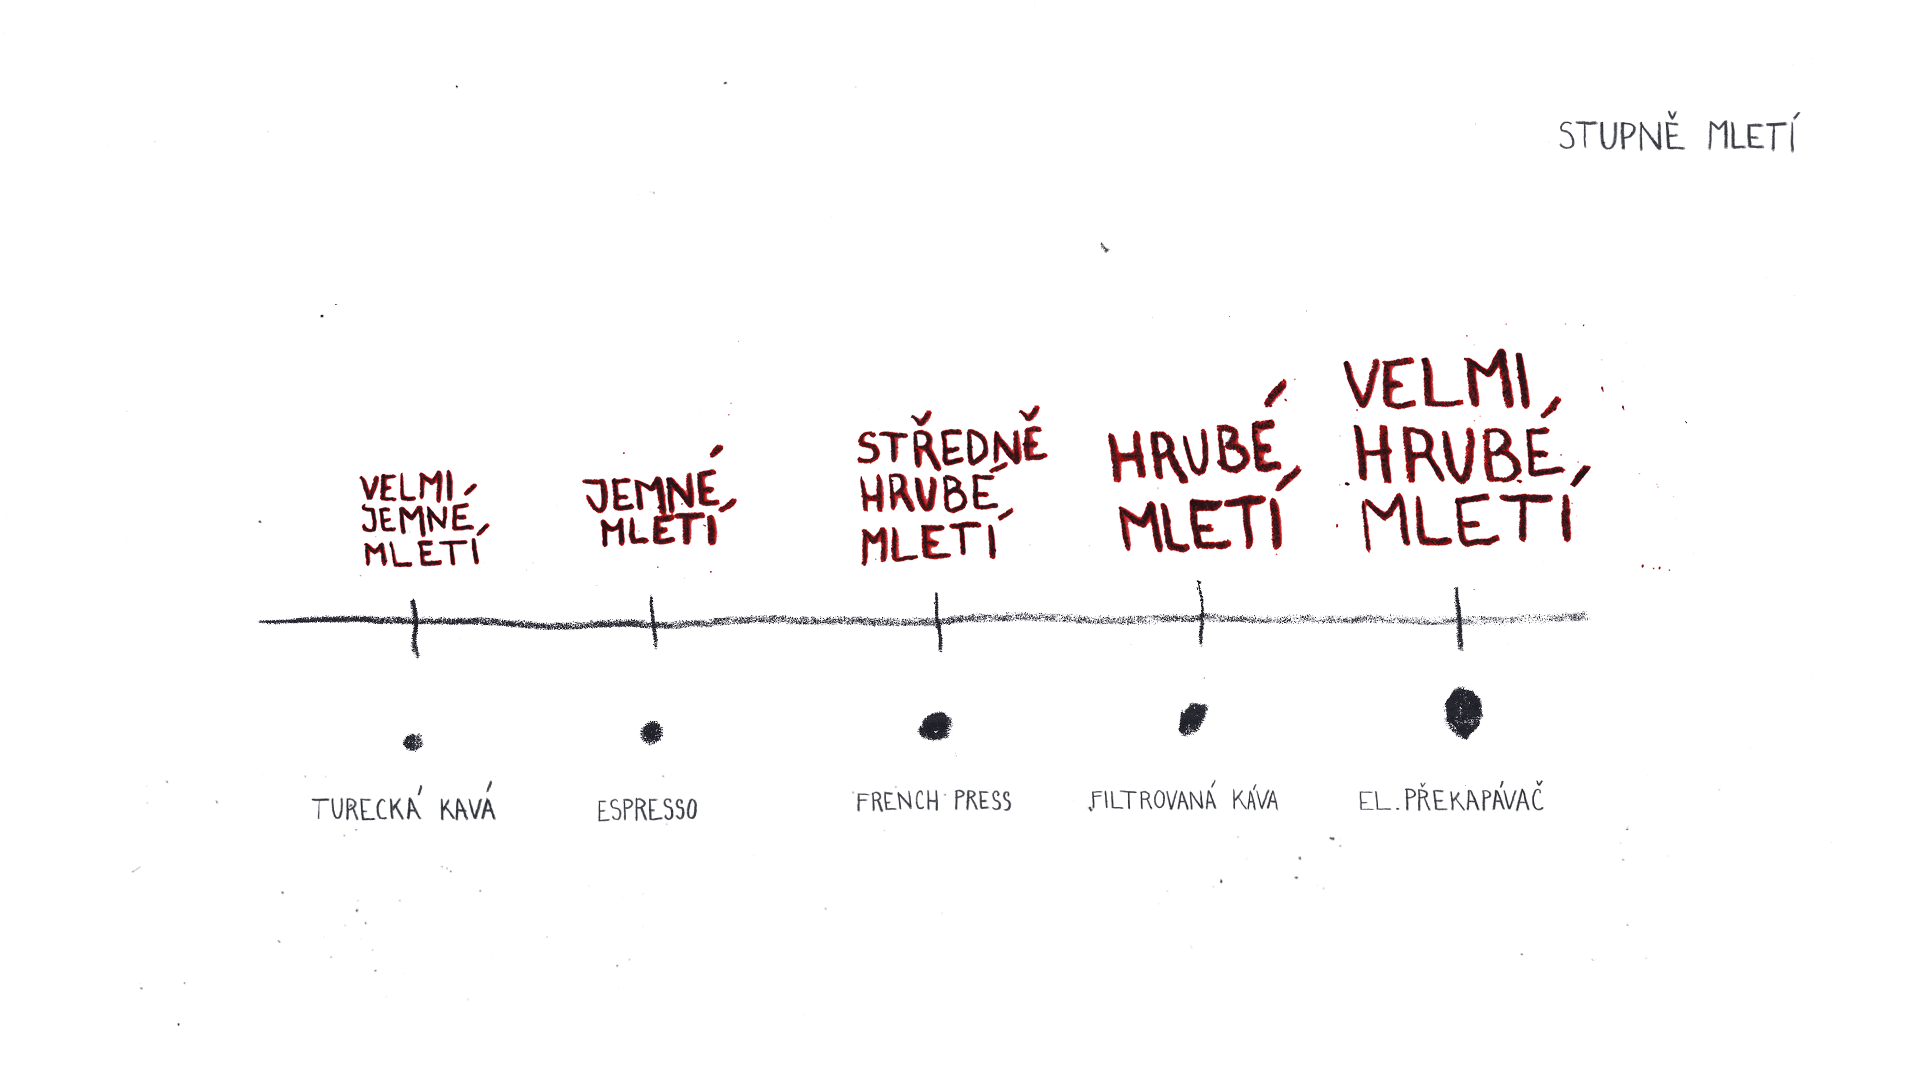 STUPNĚ MLETÍ
VELMI
JEMNÉ
MLETÍ
JEMNÉ
MLETÍ
STŘEDNĚ
HRUBÉ
MLETÍ
HRUBÉ
MLETÍ
VELMI
HRUBÉ
MLETÍ
TURECKÁ KAVÁ
ESPRESSO
FRENCH PRESS
FILTROVANÁ KÁVA
EL. PŘEKAPÁVAČ